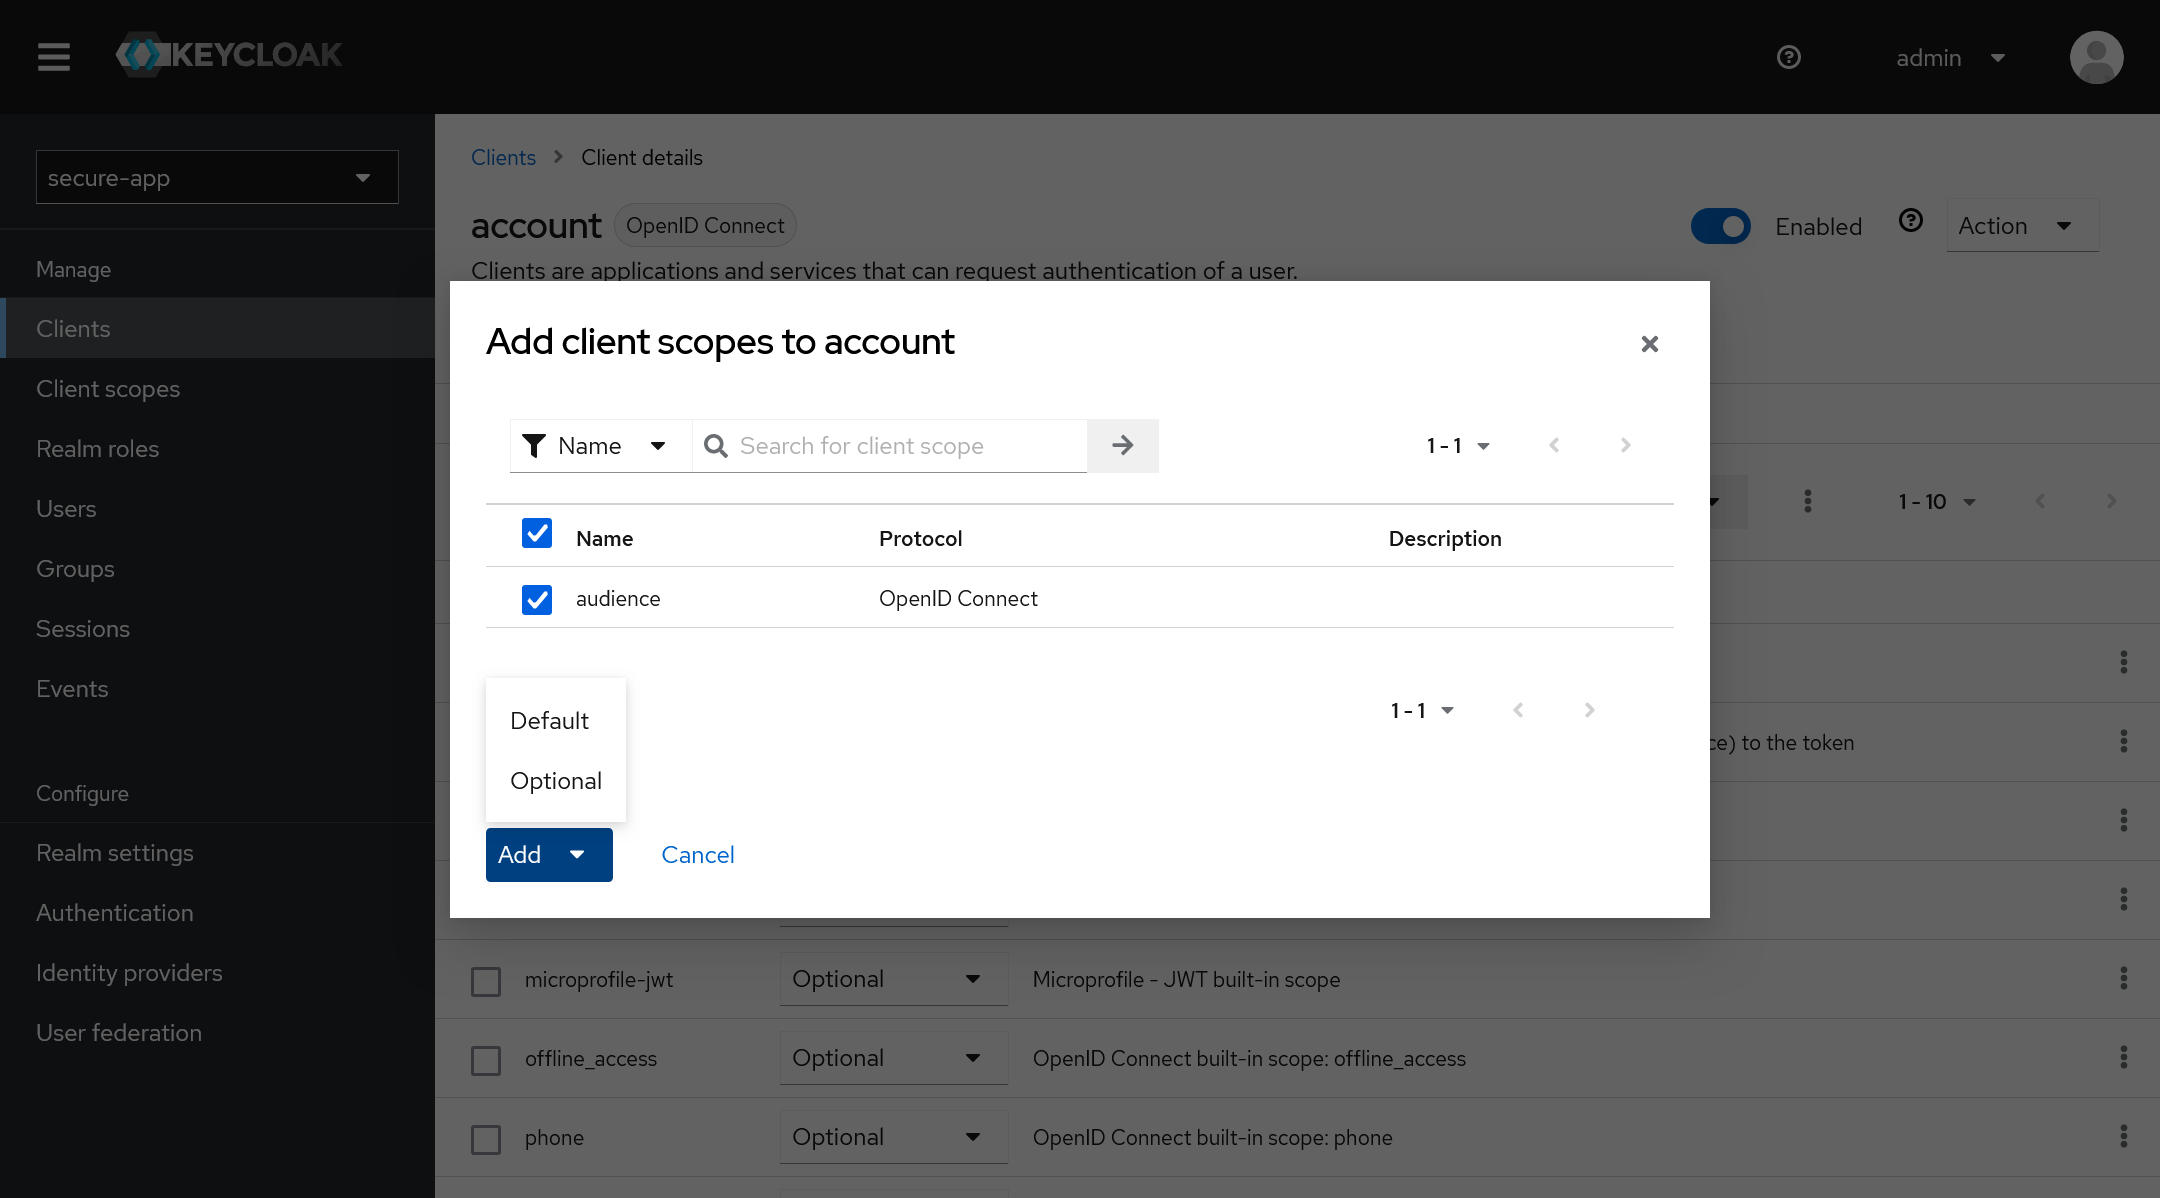 KEYCLOAK
admin
secure-app
Manage
Clients
Client scopes
Realm roles
Users
Groups
Sessions
Events
Configure
Realm settings
Authentication
Identity providers
User federation
Clients Client details
account OpenID Connect
Enabled Action
Clients are applications and services that can request authentication of a user.
Add client scopes to account
Name Search for client scope 1 - 1
1 - 10
Name Protocol Description
audience OpenID Connect
Default
Optional
1 - 1
ce) to the token
Add Cancel
microprofile-jwt Optional Microprofile - JWT built-in scope
offline_access Optional OpenID Connect built-in scope: offline_access
phone Optional OpenID Connect built-in scope: phone